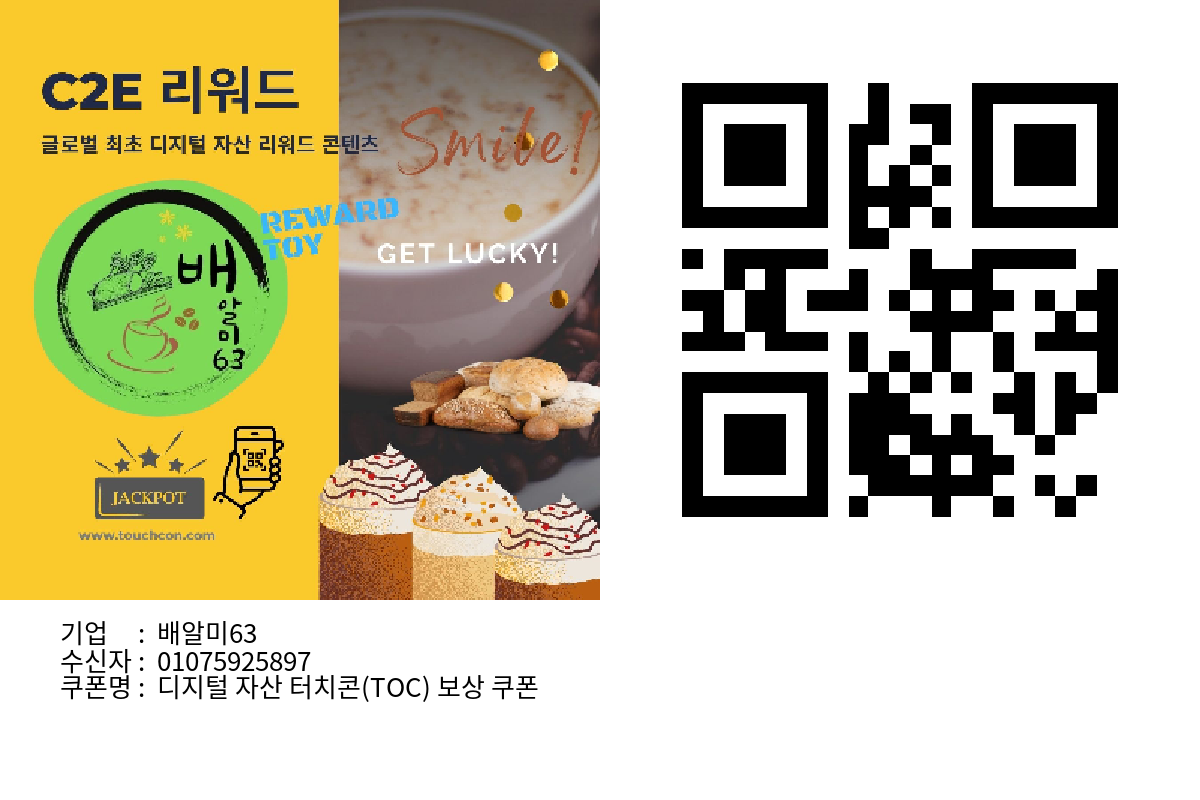 C2E 리워드
글로벌 최초 디지털 자산 리워드 콘텐츠
Smile!
REWARD
TOY
GET LUCKY!
배
알
미
63
JACKPOT
www.touchcon.com
기업 : 배알미63
수신자 : 01075925897
쿠폰명 : 디지털 자산 터치콘(TOC) 보상 쿠폰